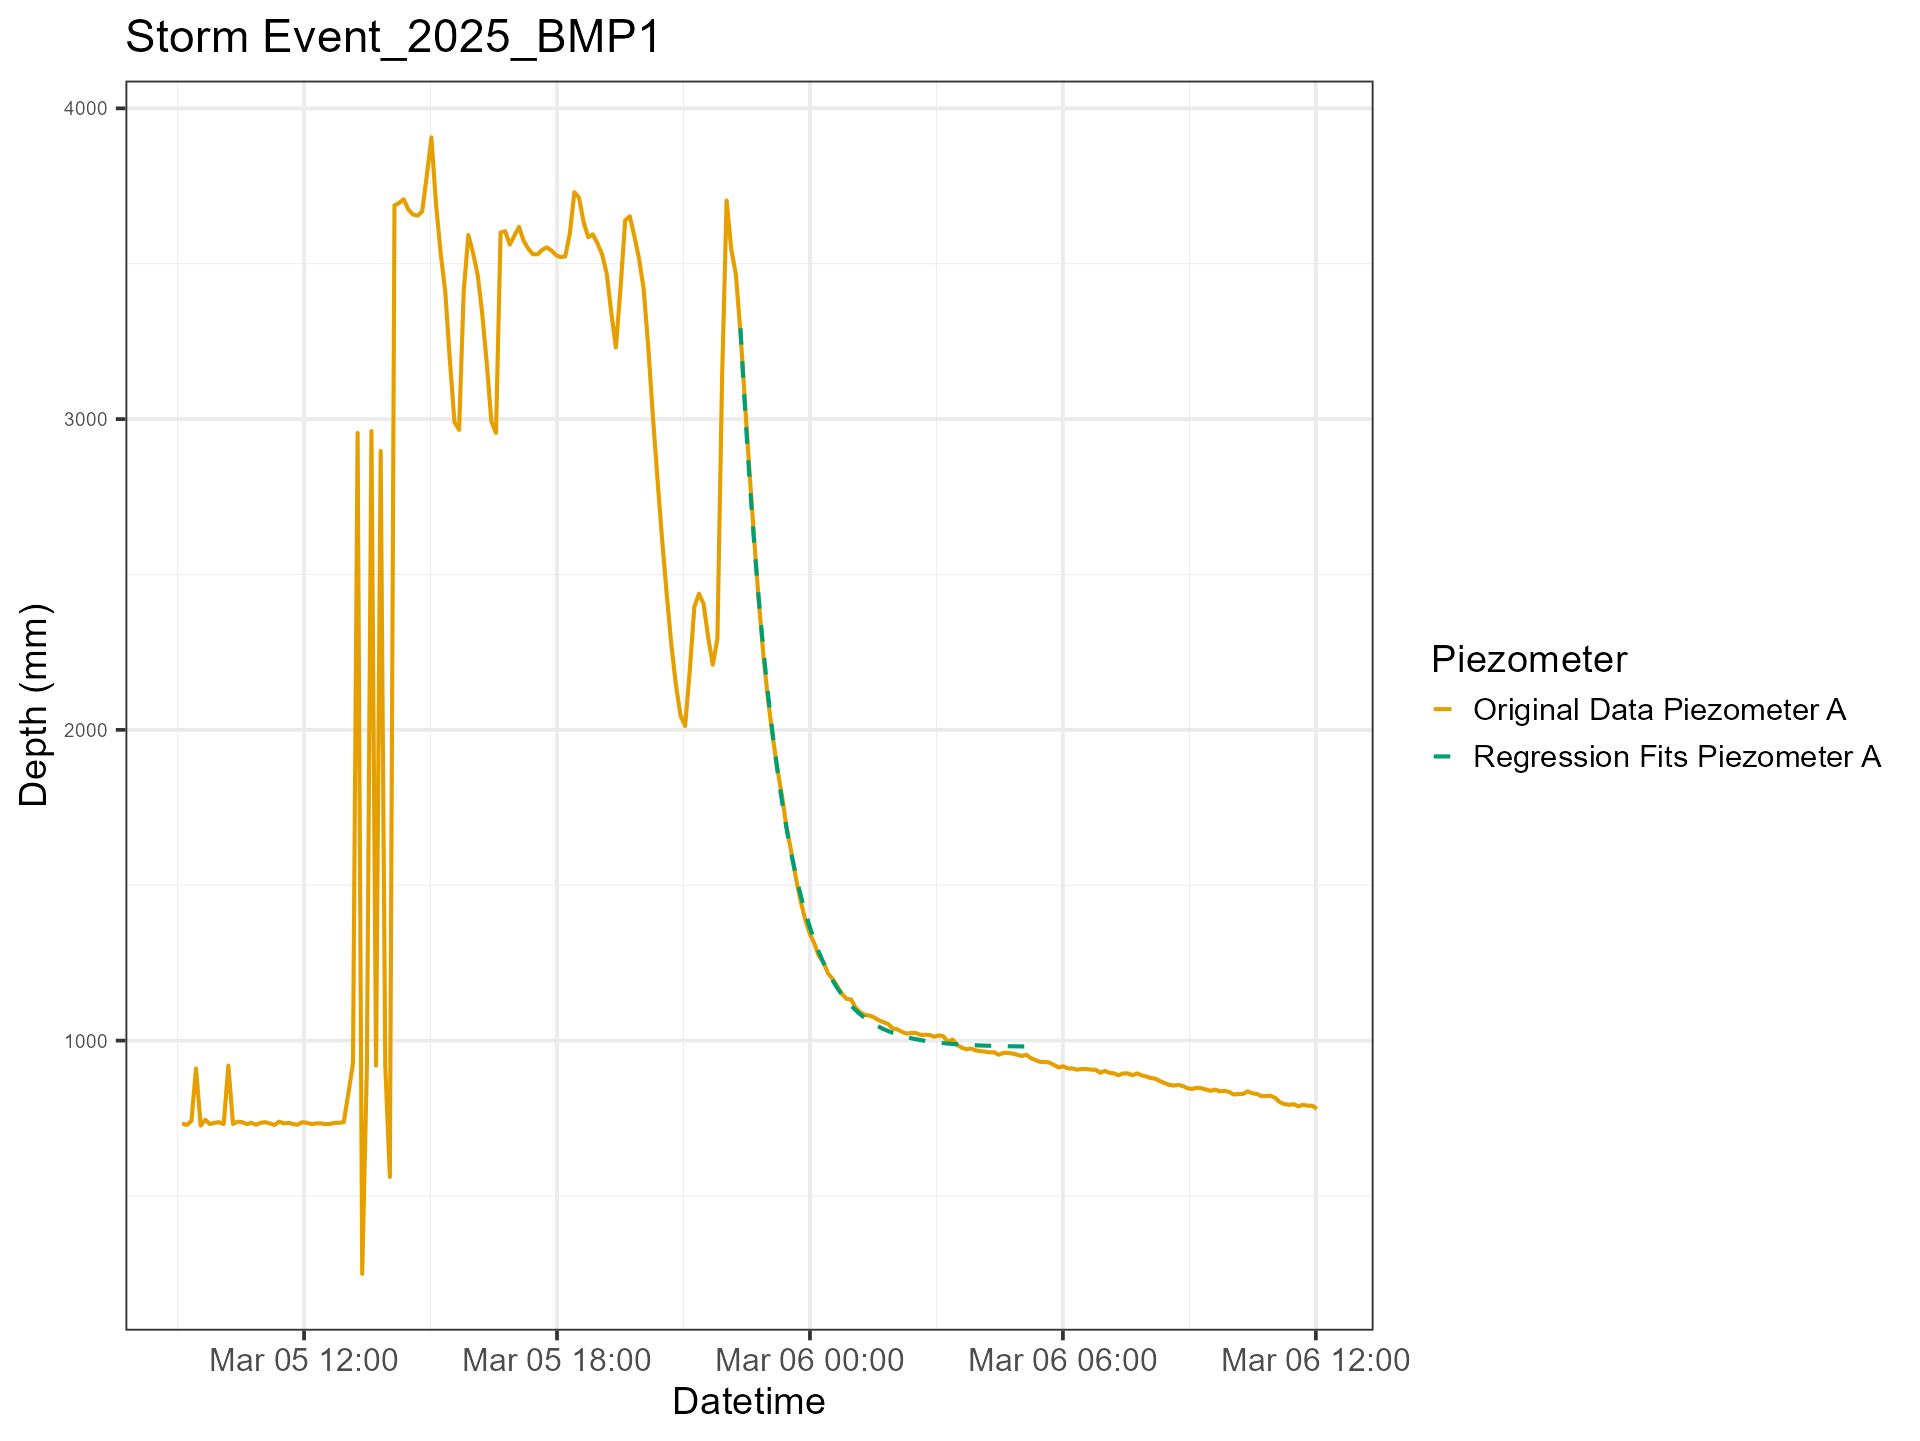 Storm Event_2025_BMP1
4000
3000
2000
1000
Depth (mm)
Mar 05 12:00
Mar 05 18:00
Mar 06 00:00
Mar 06 06:00
Mar 06 12:00
Datetime
Piezometer
Original Data Piezometer A
Regression Fits Piezometer A